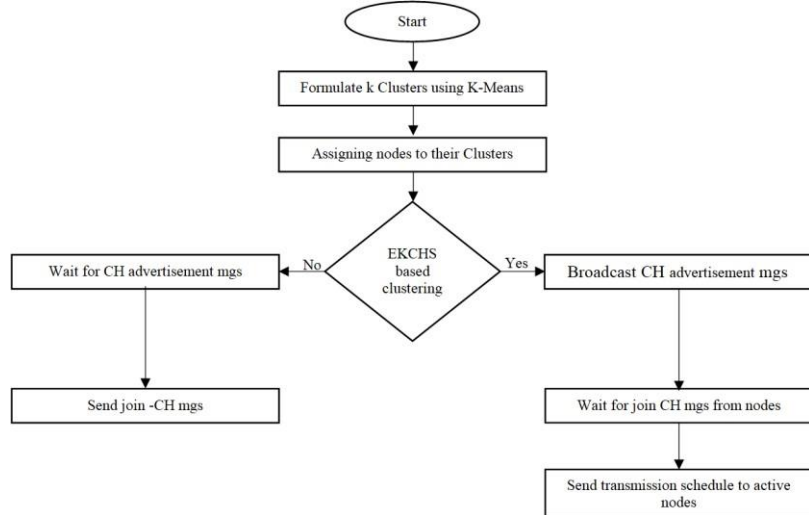 Start
Formulate k Clusters using K-Means
Assigning nodes to their Clusters
EKCHS
based
clustering
No
Yes
Wait for CH advertisement mgs
Broadcast CH advertisement mgs
Send join -CH mgs
Wait for join CH mgs from nodes
Send transmission schedule to active
nodes